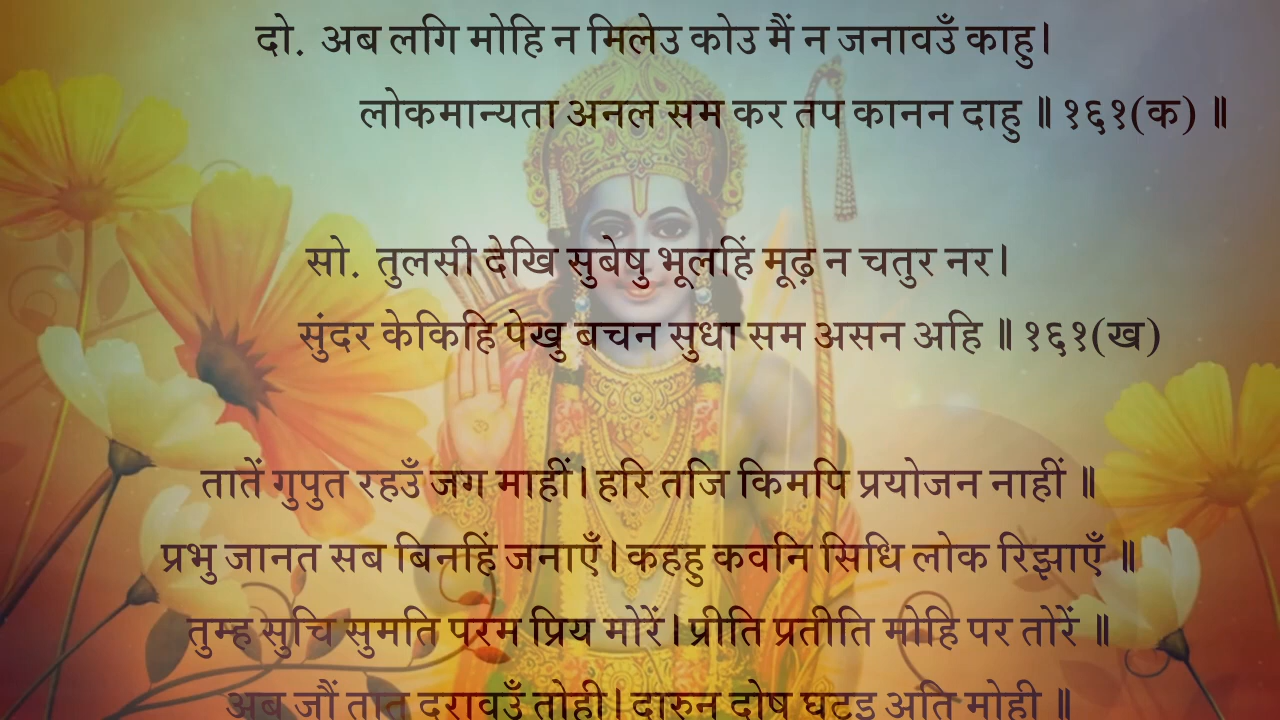 दो. अब लगि मोहि न मिलेउ कोउ मैं न जनावउँ काहु।
लोकमान्यता अनल सम कर तप कानन दाहु ॥ १६१(क) ॥
सो. तुलसी देखि सुबेषु भूलहिं मूढ़ न चतुर नर।
सुंदर केकिहि पेखु बचन सुधा सम असन अहि ॥ १६१(ख)
तातें गुपुत रहउँ जग माहीं। हरि तजि किमपि प्रयोजन नाहीं ॥
प्रभु जानत सब बिनहिं जनाएँ। कहहु कवनि सिधि लोक रिझाएँ ॥
तुम्ह सुचि सुमति परम प्रिय मोरें। प्रीति प्रतीति मोहि पर तोरें ॥
अब जौं तात दुरावउँ तोही। दारुन दोष घटइ अति मोही ॥